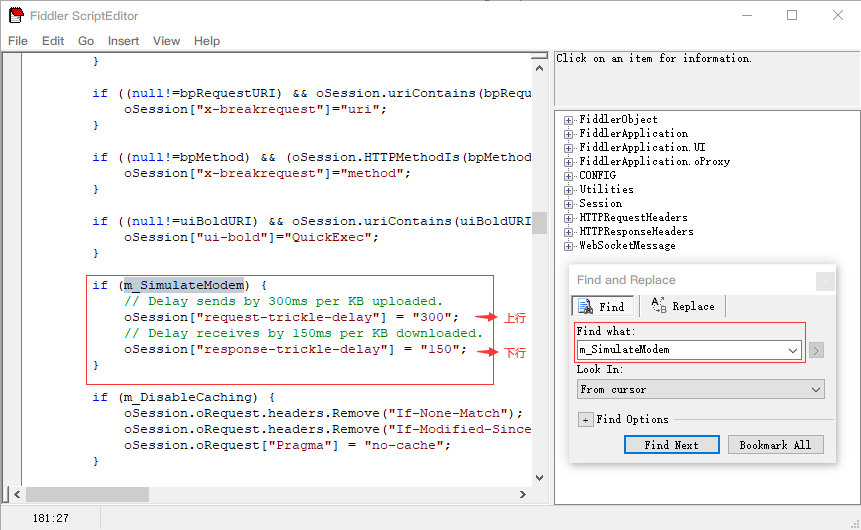 Fiddler ScriptEditor
File Edit Go Insert View Help
}
if ((null!=bpRequestURI) && oSession.uriContains(bpRequ
oSession["x-breakrequest"]="uri";
}
if ((null!=bpMethod) && (oSession.HTTPMethodIs(bpMethod
oSession["x-breakrequest"]="method";
}
if ((null!=uiBoldURI) && oSession.uriContains(uiBoldURI
oSession["ui-bold"]="QuickExec";
}
if (m_SimulateModem) {
// Delay sends by 300ms per KB uploaded.
oSession["request-trickle-delay"] = "300"; 上行
// Delay receives by 150ms per KB downloaded.
oSession["response-trickle-delay"] = "150"; 下行
}
if (m_DisableCaching) {
oSession.oRequest.headers.Remove("If-None-Match");
oSession.oRequest.headers.Remove("If-Modified-Since
oSession.oRequest["Pragma"] = "no-cache";
}
181:27
Click on an item for information.
FiddlerObject
FiddlerApplication
FiddlerApplication.UI
FiddlerApplication.oProxy
CONFIG
Utilities
Session
HTTPRequestHeaders
HTTPResponseHeaders
WebSocketMessage
Find and Replace
Find Replace
Find what:
m_SimulateModem
Look In:
From cursor
Find Options
Find Next Bookmark All